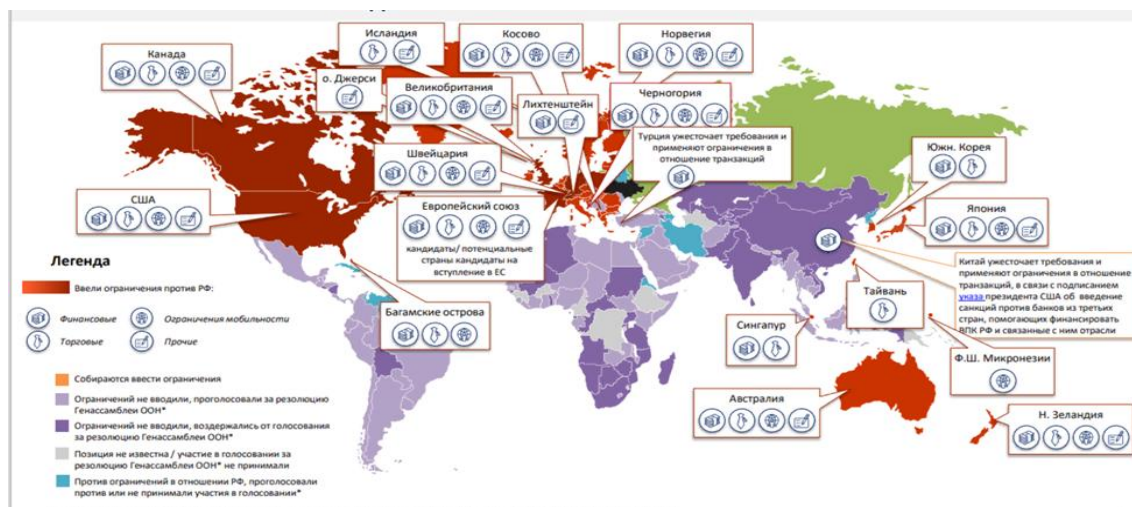 Канада
Исландия
Косово
Норвегия
о. Джерси
Великобритания
Лихтенштейн
Черногория
Турция ужесточает требования и
применяют ограничения в
отношение транзакций
Швейцария
США
Европейский союз
кандидаты/ потенциальные
страны кандидаты на
вступление в ЕС
Южн. Корея
Япония
Китай ужесточает требования и
применяют ограничения в отношение
транзакций, в связи с подписанием
указа президента США об введение
санкций против банков из третьих
стран, помогающих финансировать
ВПК РФ и связанные с ним отрасли
Тайвань
Багамские острова
Сингапур
Ф.Ш. Микронезии
Австралия
Н. Зеландия
Легенда
Ввели ограничения против РФ:
Финансовые
Ограничения мобильности
Торговые
Прочие
Собираются ввести ограничения
Ограничений не вводили, проголосовали за резолюцию
Генассамблеи ООН*
Ограничений не вводили, воздержались от голосования
за резолюцию Генассамблеи ООН*
Позиция не известна / участие в голосовании за
резолюцию Генассамблеи ООН* не принимали
Против ограничений в отношении РФ, проголосовали
против или не принимали участия в голосовании*